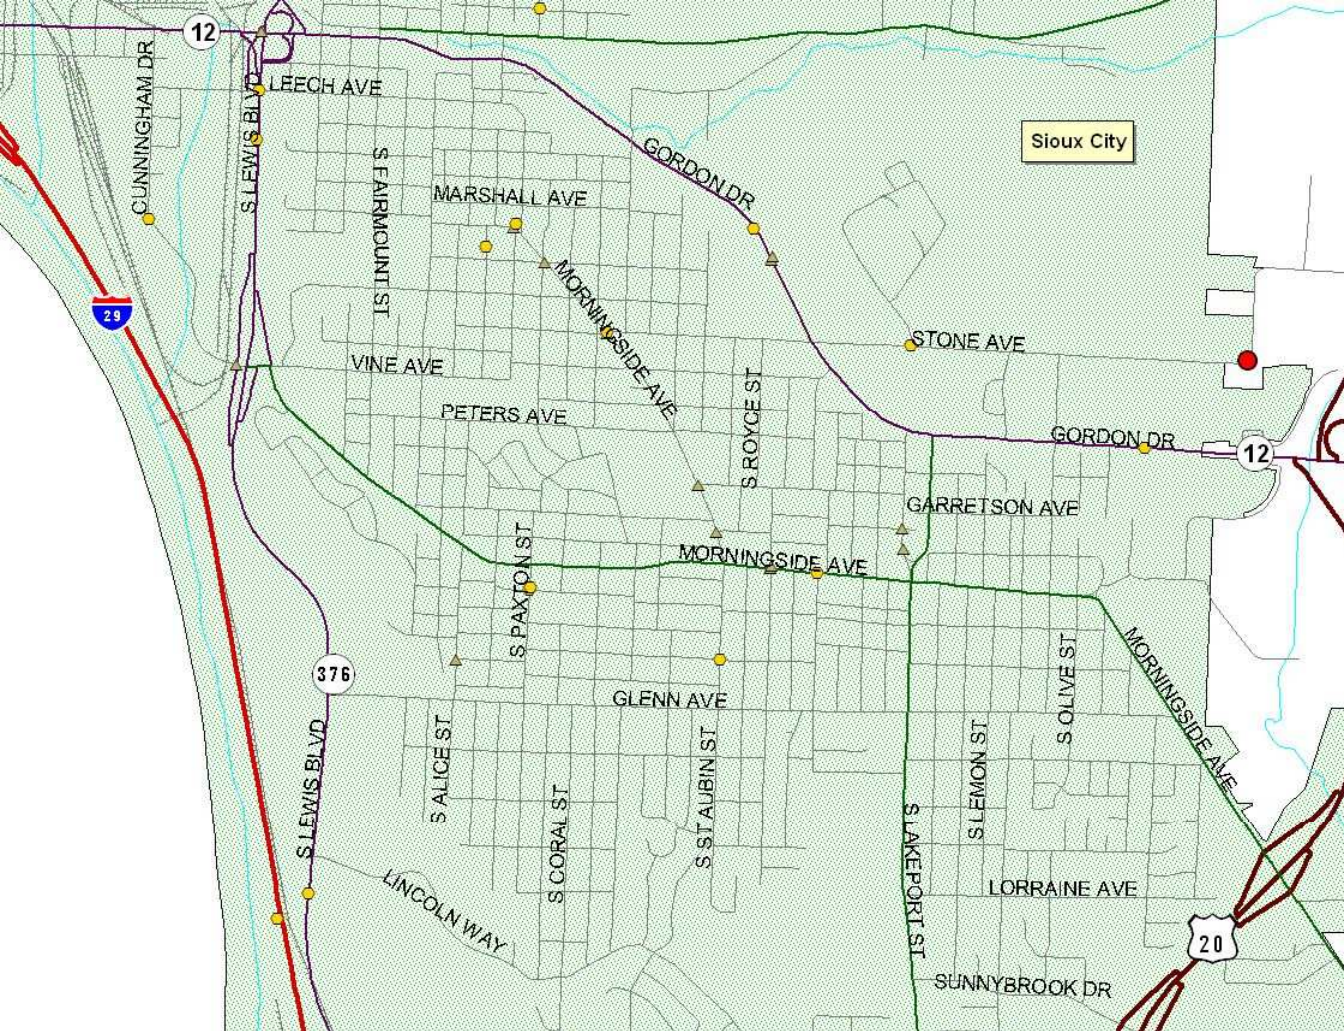 12
CUNNINGHAM DR
S LEWIS BLVD
LEECH AVE
GORDON DR
Sioux City
S FAIRMOUNT ST
MARSHALL AVE
MORNINGSIDE AVE
29
STONE AVE
VINE AVE
S ROYCE ST
PETERS AVE
GORDON DR
12
GARRETSON AVE
S PAXTON ST
MORNINGSIDE AVE
376
S OLIVE ST
MORNINGSIDE AVE
GLENN AVE
S LEWIS BLVD
S ALICE ST
S CORAL ST
S ST AUBIN ST
S LEMON ST
S LAKEPORT ST
LINCOLN WAY
LORRAINE AVE
20
SUNNYBROOK DR